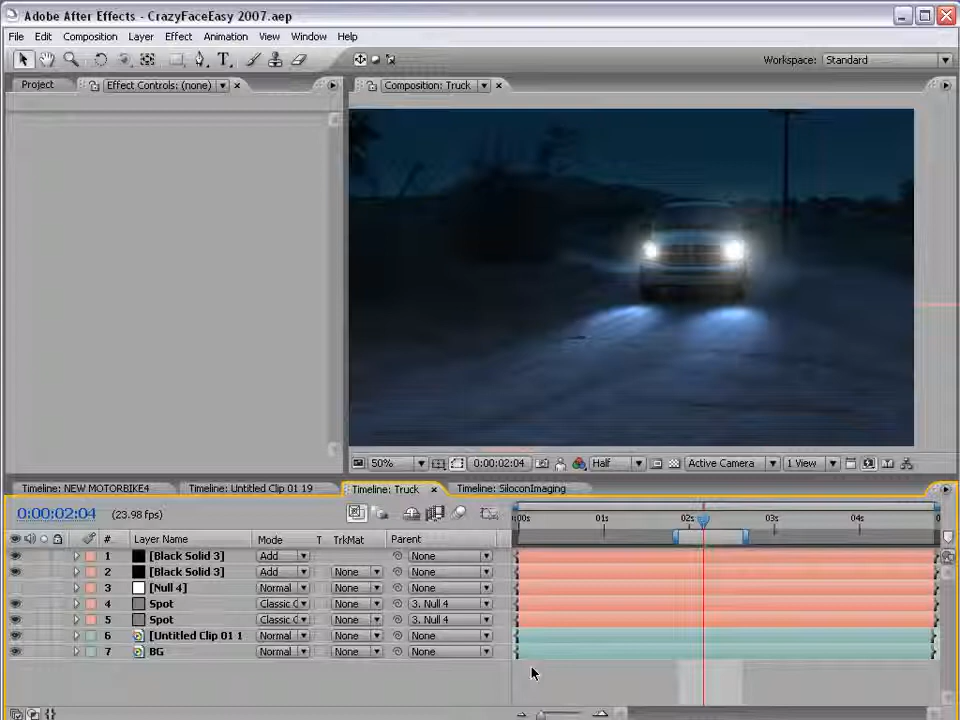 Adobe After Effects - CrazyFaceEasy 2007.aep
File Edit Composition Layer Effect Animation View Window Help
Workspace: Standard
Project Effect Controls: (none) Composition: Truck
50% 0:00:02:04 Half Active Camera 1 View
Timeline: NEW MOTORBIKE4 Timeline: Untitled Clip 01 19 Timeline: Truck Timeline: SiloconImaging
0:00:02:04 (23.98 fps) :00s 01s 02s 03s 04s 0
# Layer Name Mode T TrkMat Parent
1 [Black Solid 3] Add None
2 [Black Solid 3] Add None None
3 [Null 4] Normal None None
4 Spot Classic C None 3. Null 4
5 Spot Classic C None 3. Null 4
6 [Untitled Clip 01 1 Normal None None
7 BG Normal None None